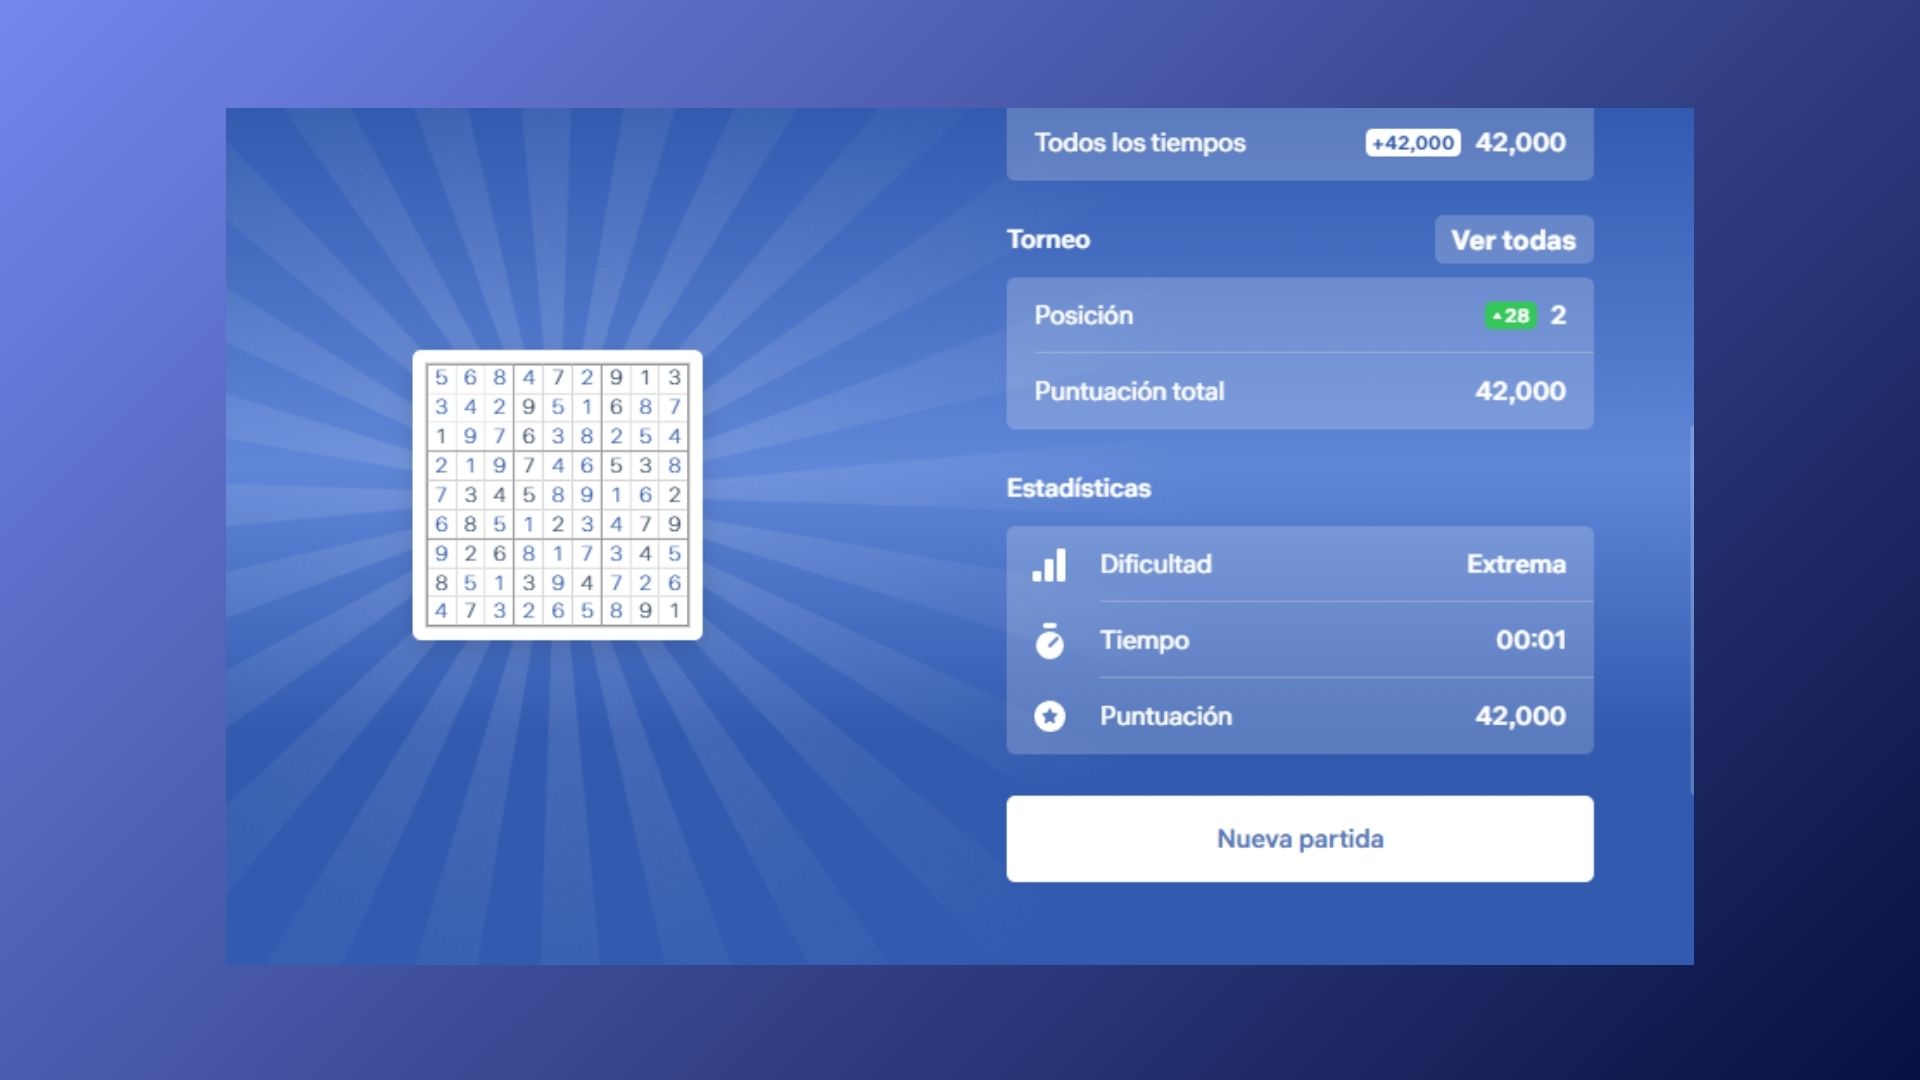 Todos los tiempos +42,000 42,000
Torneo Ver todas
Posición 28 2
Puntuación total 42,000
Estadísticas
Dificultad Extrema
Tiempo 00:01
Puntuación 42,000
Nueva partida
5 6 8 4 7 2 9 1 3
3 4 2 9 5 1 6 8 7
1 9 7 6 3 8 2 5 4
2 1 9 7 4 6 5 3 8
7 3 4 5 8 9 1 6 2
6 8 5 1 2 3 4 7 9
9 2 6 8 1 7 3 4 5
8 5 1 3 9 4 7 2 6
4 7 3 2 6 5 8 9 1